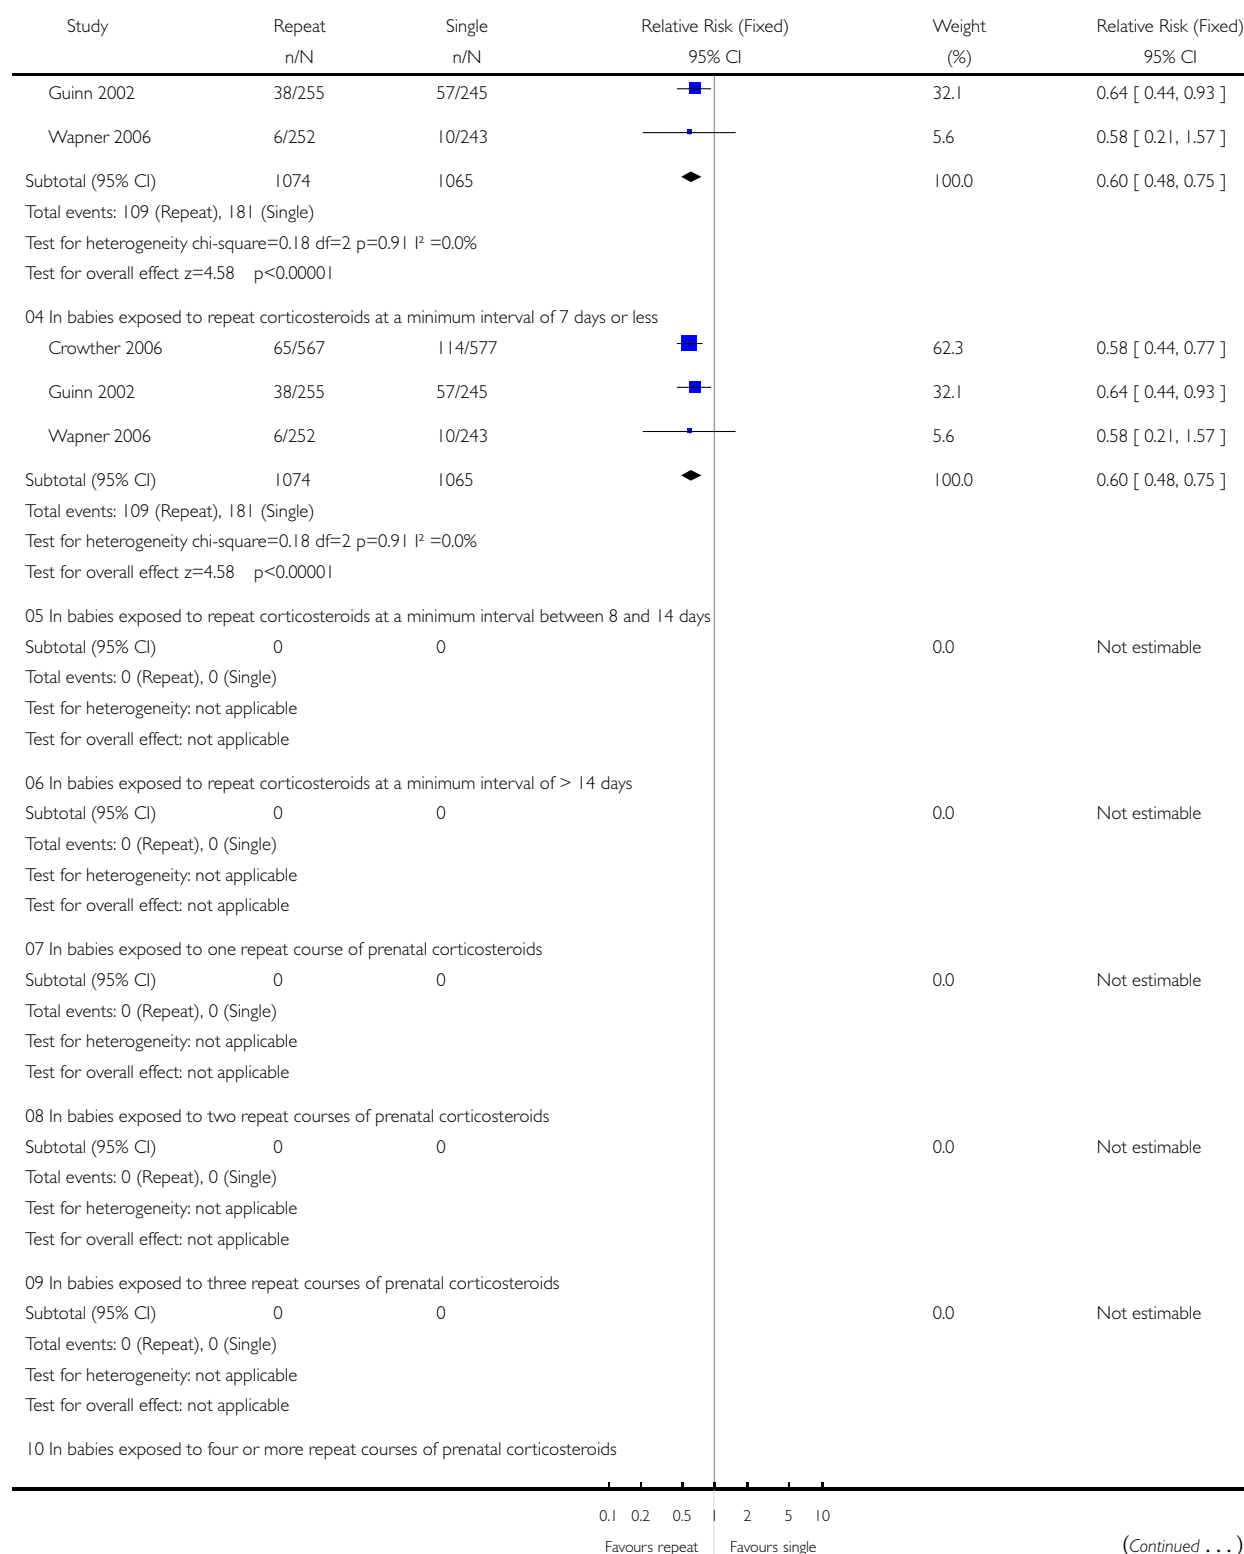 Study Repeat Single Relative Risk (Fixed) Weight Relative Risk (Fixed)
n/N n/N 95% CI (%) 95% CI
Guinn 2002 38/255 57/245 32.1 0.64 [ 0.44, 0.93 ]
Wapner 2006 6/252 10/243 5.6 0.58 [ 0.21, 1.57 ]
Subtotal (95% CI) 1074 1065 100.0 0.60 [ 0.48, 0.75 ]
Total events: 109 (Repeat), 181 (Single)
Test for heterogeneity chi-square=0.18 df=2 p=0.91 I² =0.0%
Test for overall effect z=4.58 p<0.00001
04 In babies exposed to repeat corticosteroids at a minimum interval of 7 days or less
Crowther 2006 65/567 114/577 62.3 0.58 [ 0.44, 0.77 ]
Guinn 2002 38/255 57/245 32.1 0.64 [ 0.44, 0.93 ]
Wapner 2006 6/252 10/243 5.6 0.58 [ 0.21, 1.57 ]
Subtotal (95% CI) 1074 1065 100.0 0.60 [ 0.48, 0.75 ]
Total events: 109 (Repeat), 181 (Single)
Test for heterogeneity chi-square=0.18 df=2 p=0.91 I² =0.0%
Test for overall effect z=4.58 p<0.00001
05 In babies exposed to repeat corticosteroids at a minimum interval between 8 and 14 days
Subtotal (95% CI) 0 0 0.0 Not estimable
Total events: 0 (Repeat), 0 (Single)
Test for heterogeneity: not applicable
Test for overall effect: not applicable
06 In babies exposed to repeat corticosteroids at a minimum interval of > 14 days
Subtotal (95% CI) 0 0 0.0 Not estimable
Total events: 0 (Repeat), 0 (Single)
Test for heterogeneity: not applicable
Test for overall effect: not applicable
07 In babies exposed to one repeat course of prenatal corticosteroids
Subtotal (95% CI) 0 0 0.0 Not estimable
Total events: 0 (Repeat), 0 (Single)
Test for heterogeneity: not applicable
Test for overall effect: not applicable
08 In babies exposed to two repeat courses of prenatal corticosteroids
Subtotal (95% CI) 0 0 0.0 Not estimable
Total events: 0 (Repeat), 0 (Single)
Test for heterogeneity: not applicable
Test for overall effect: not applicable
09 In babies exposed to three repeat courses of prenatal corticosteroids
Subtotal (95% CI) 0 0 0.0 Not estimable
Total events: 0 (Repeat), 0 (Single)
Test for heterogeneity: not applicable
Test for overall effect: not applicable
10 In babies exposed to four or more repeat courses of prenatal corticosteroids
0.1 0.2 0.5 1 2 5 10
Favours repeat Favours single
(Continued . . . )